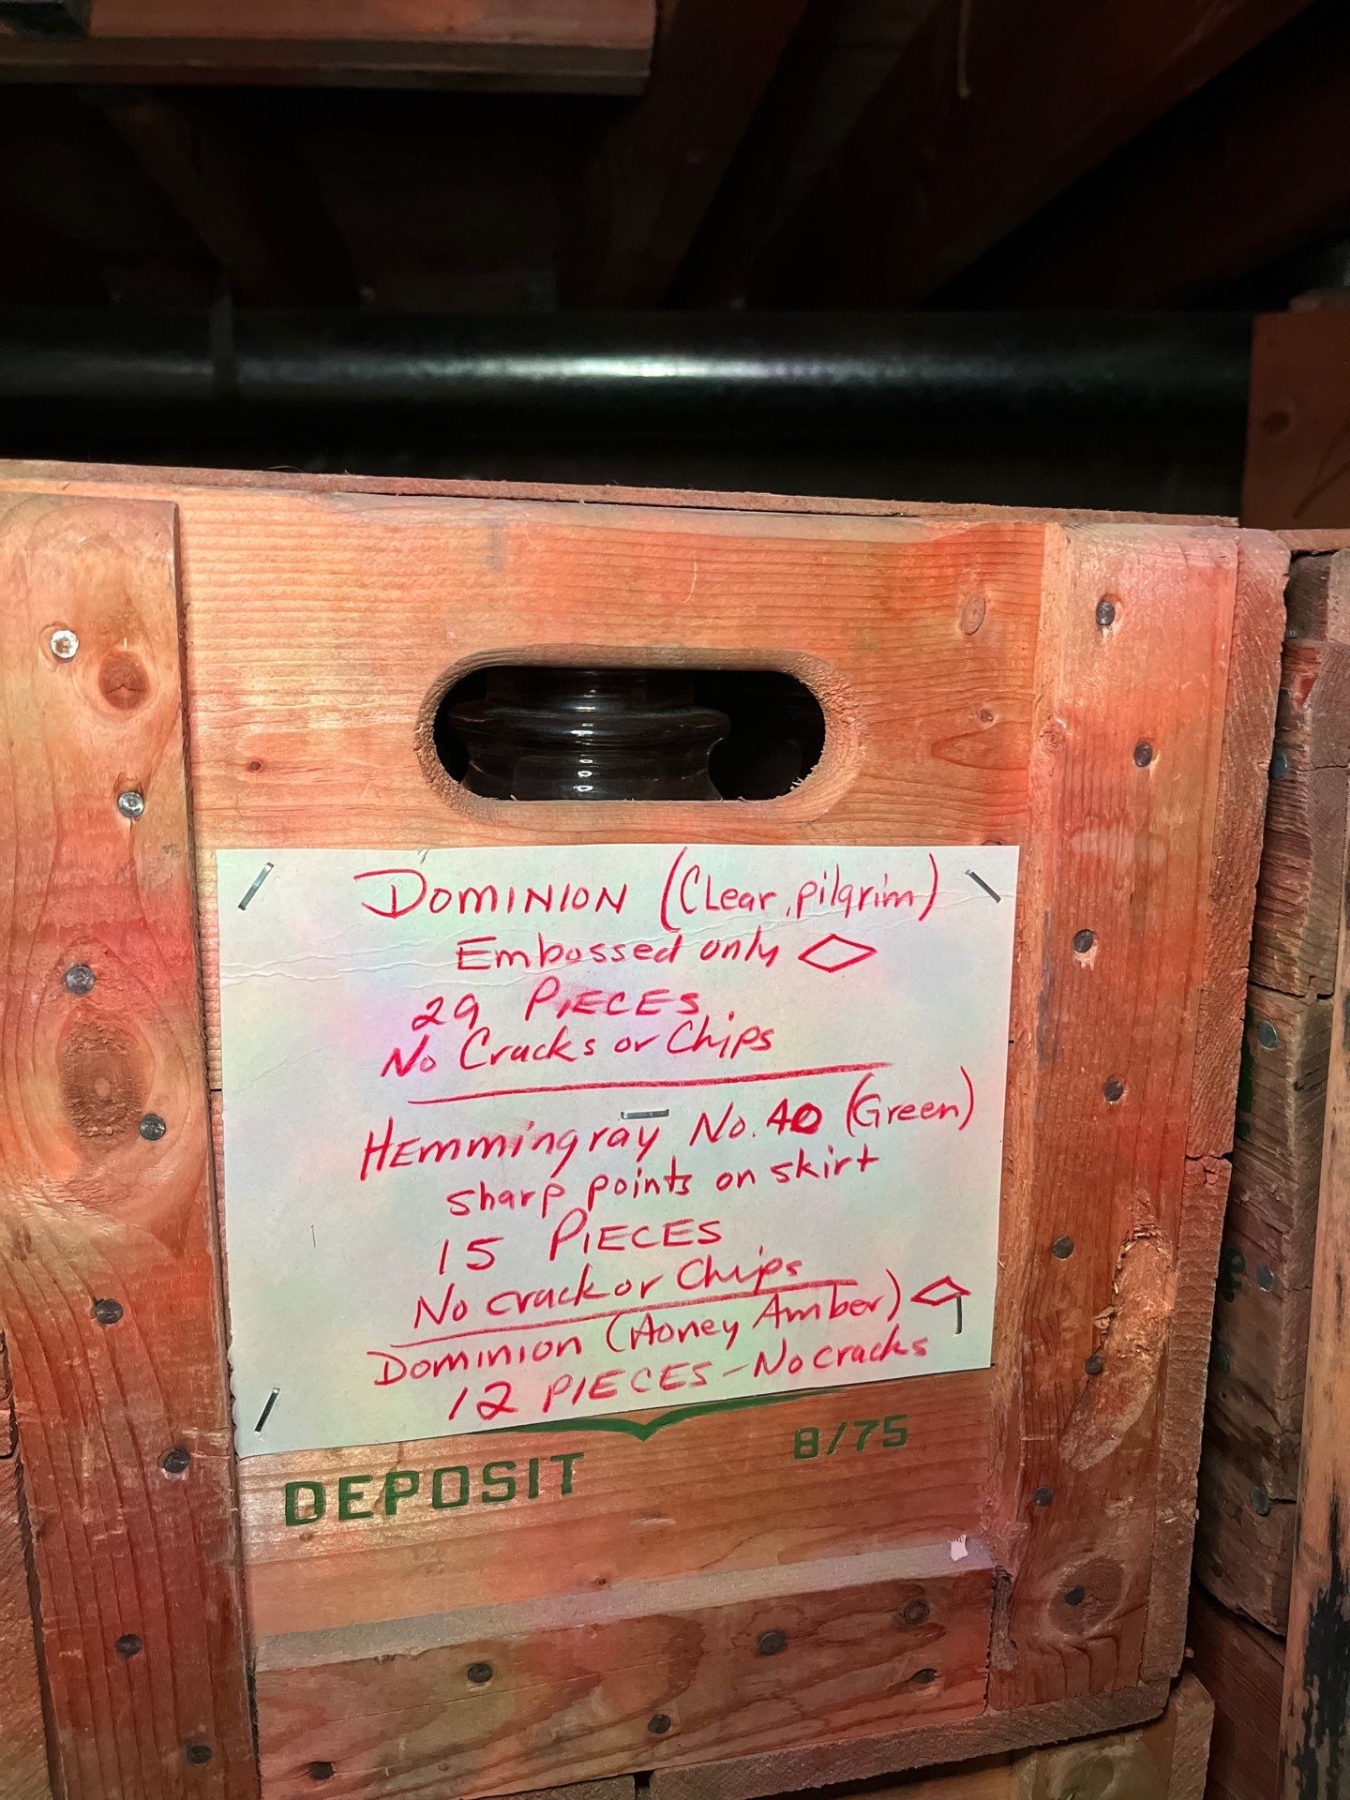 DOMINION (CLear, pilgrim)
Embossed only
29 PIECES
No Cracks or Chips
HEmmingray No. 40 (Green)
sharp points on skirt
15 PIECES
No crack or Chips
Dominion (Honey Amber)
12 PIECES - No cracks
DEPOSIT 8/75